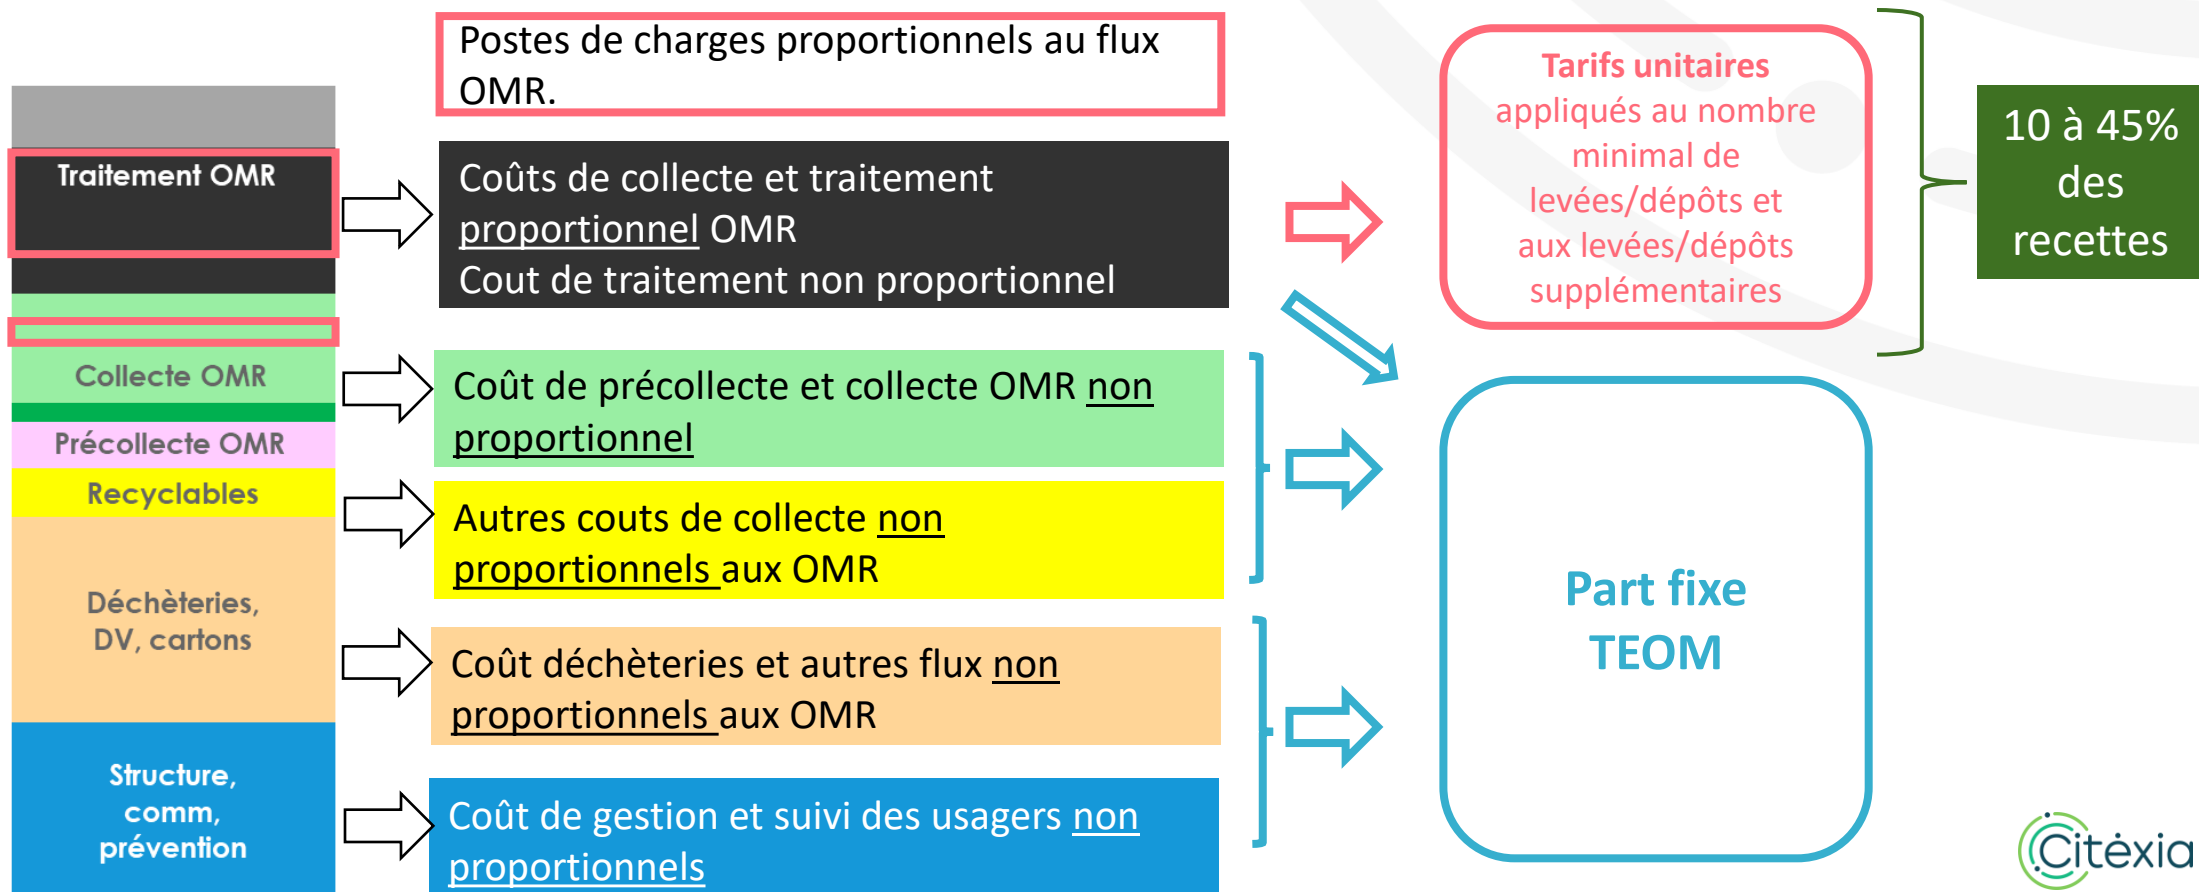 Postes de charges proportionnels au flux
OMR.
Traitement OMR
Collecte OMR
Précollecte OMR
Recyclables
Déchèteries,
DV, cartons
Structure,
comm,
prévention
Coûts de collecte et traitement
proportionnel OMR
Cout de traitement non proportionnel
Coût de précollecte et collecte OMR non
proportionnel
Autres couts de collecte non
proportionnels aux OMR
Coût déchèteries et autres flux non
proportionnels aux OMR
Coût de gestion et suivi des usagers non
proportionnels
Tarifs unitaires
appliqués au nombre
minimal de
levées/dépôts et
aux levées/dépôts
supplémentaires
Part fixe
TEOM
10 à 45%
des
recettes
Citéxia